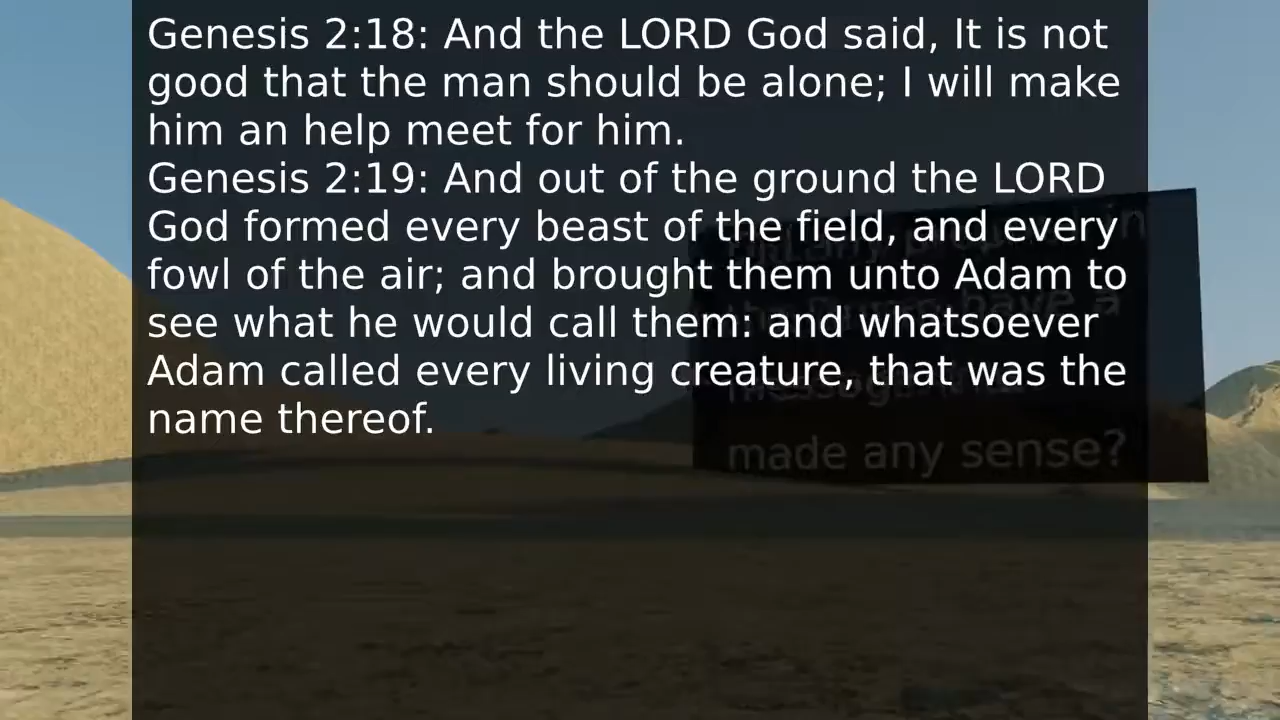 Genesis 2:18: And the LORD God said, It is not
good that the man should be alone; I will make
him an help meet for him.
Genesis 2:19: And out of the ground the LORD
God formed every beast of the field, and every
fowl of the air; and brought them unto Adam to
see what he would call them: and whatsoever
Adam called every living creature, that was the
name thereof.
made any sense?